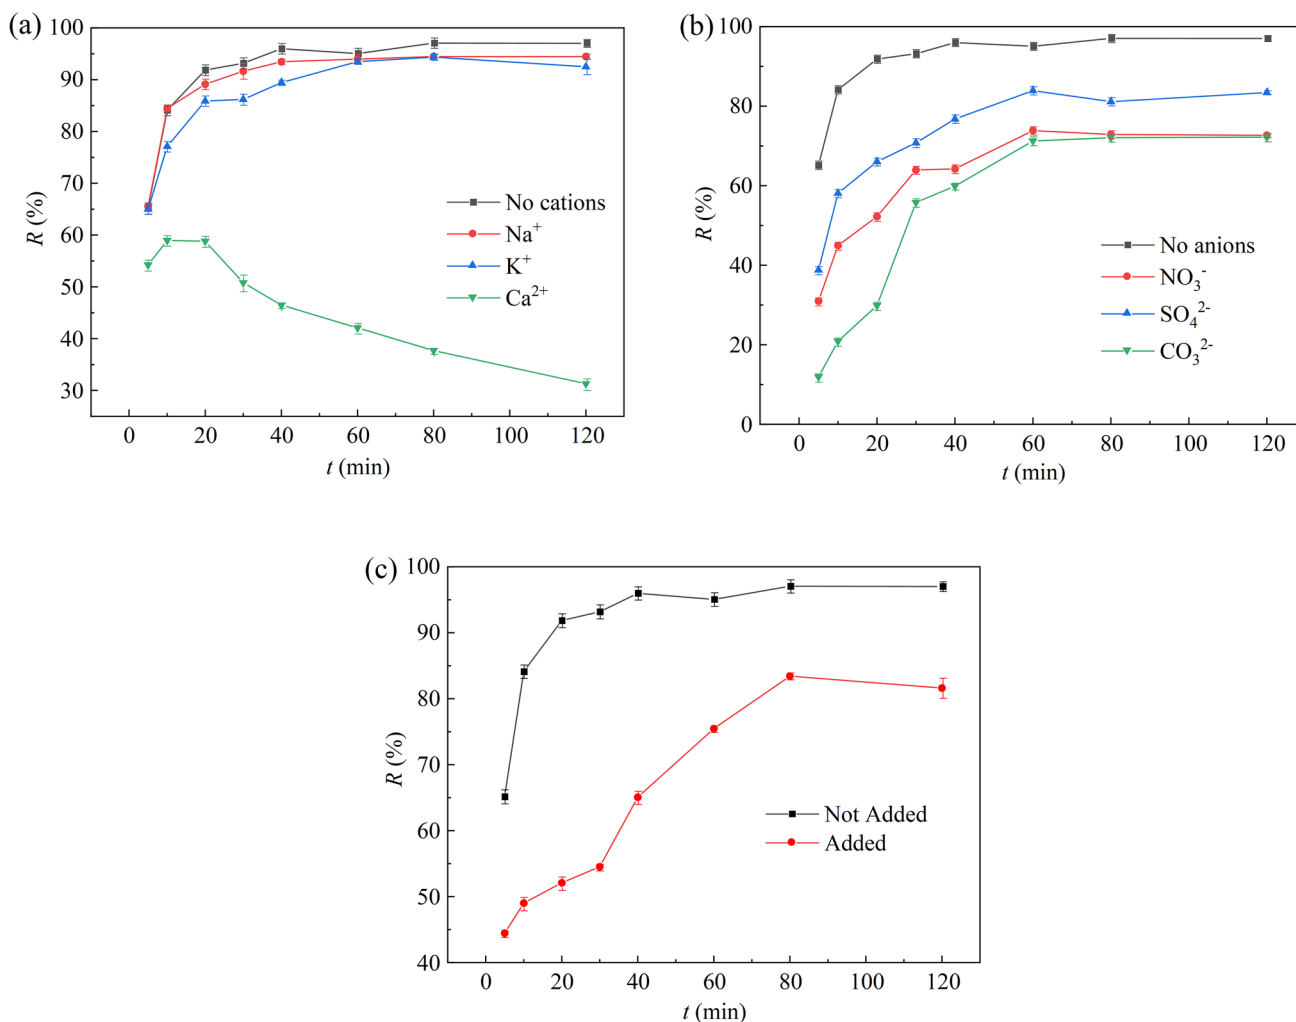 (a)
100
90
80
70
60
50
40
30
R (%)
No cations
Na⁺
K⁺
Ca²⁺
0 20 40 60 80 100 120
t (min)
(b)
100
80
60
40
20
0
R (%)
No anions
NO₃⁻
SO₄²⁻
CO₃²⁻
0 20 40 60 80 100 120
t (min)
(c)
100
90
80
70
60
50
40
R (%)
Not Added
Added
0 20 40 60 80 100 120
t (min)